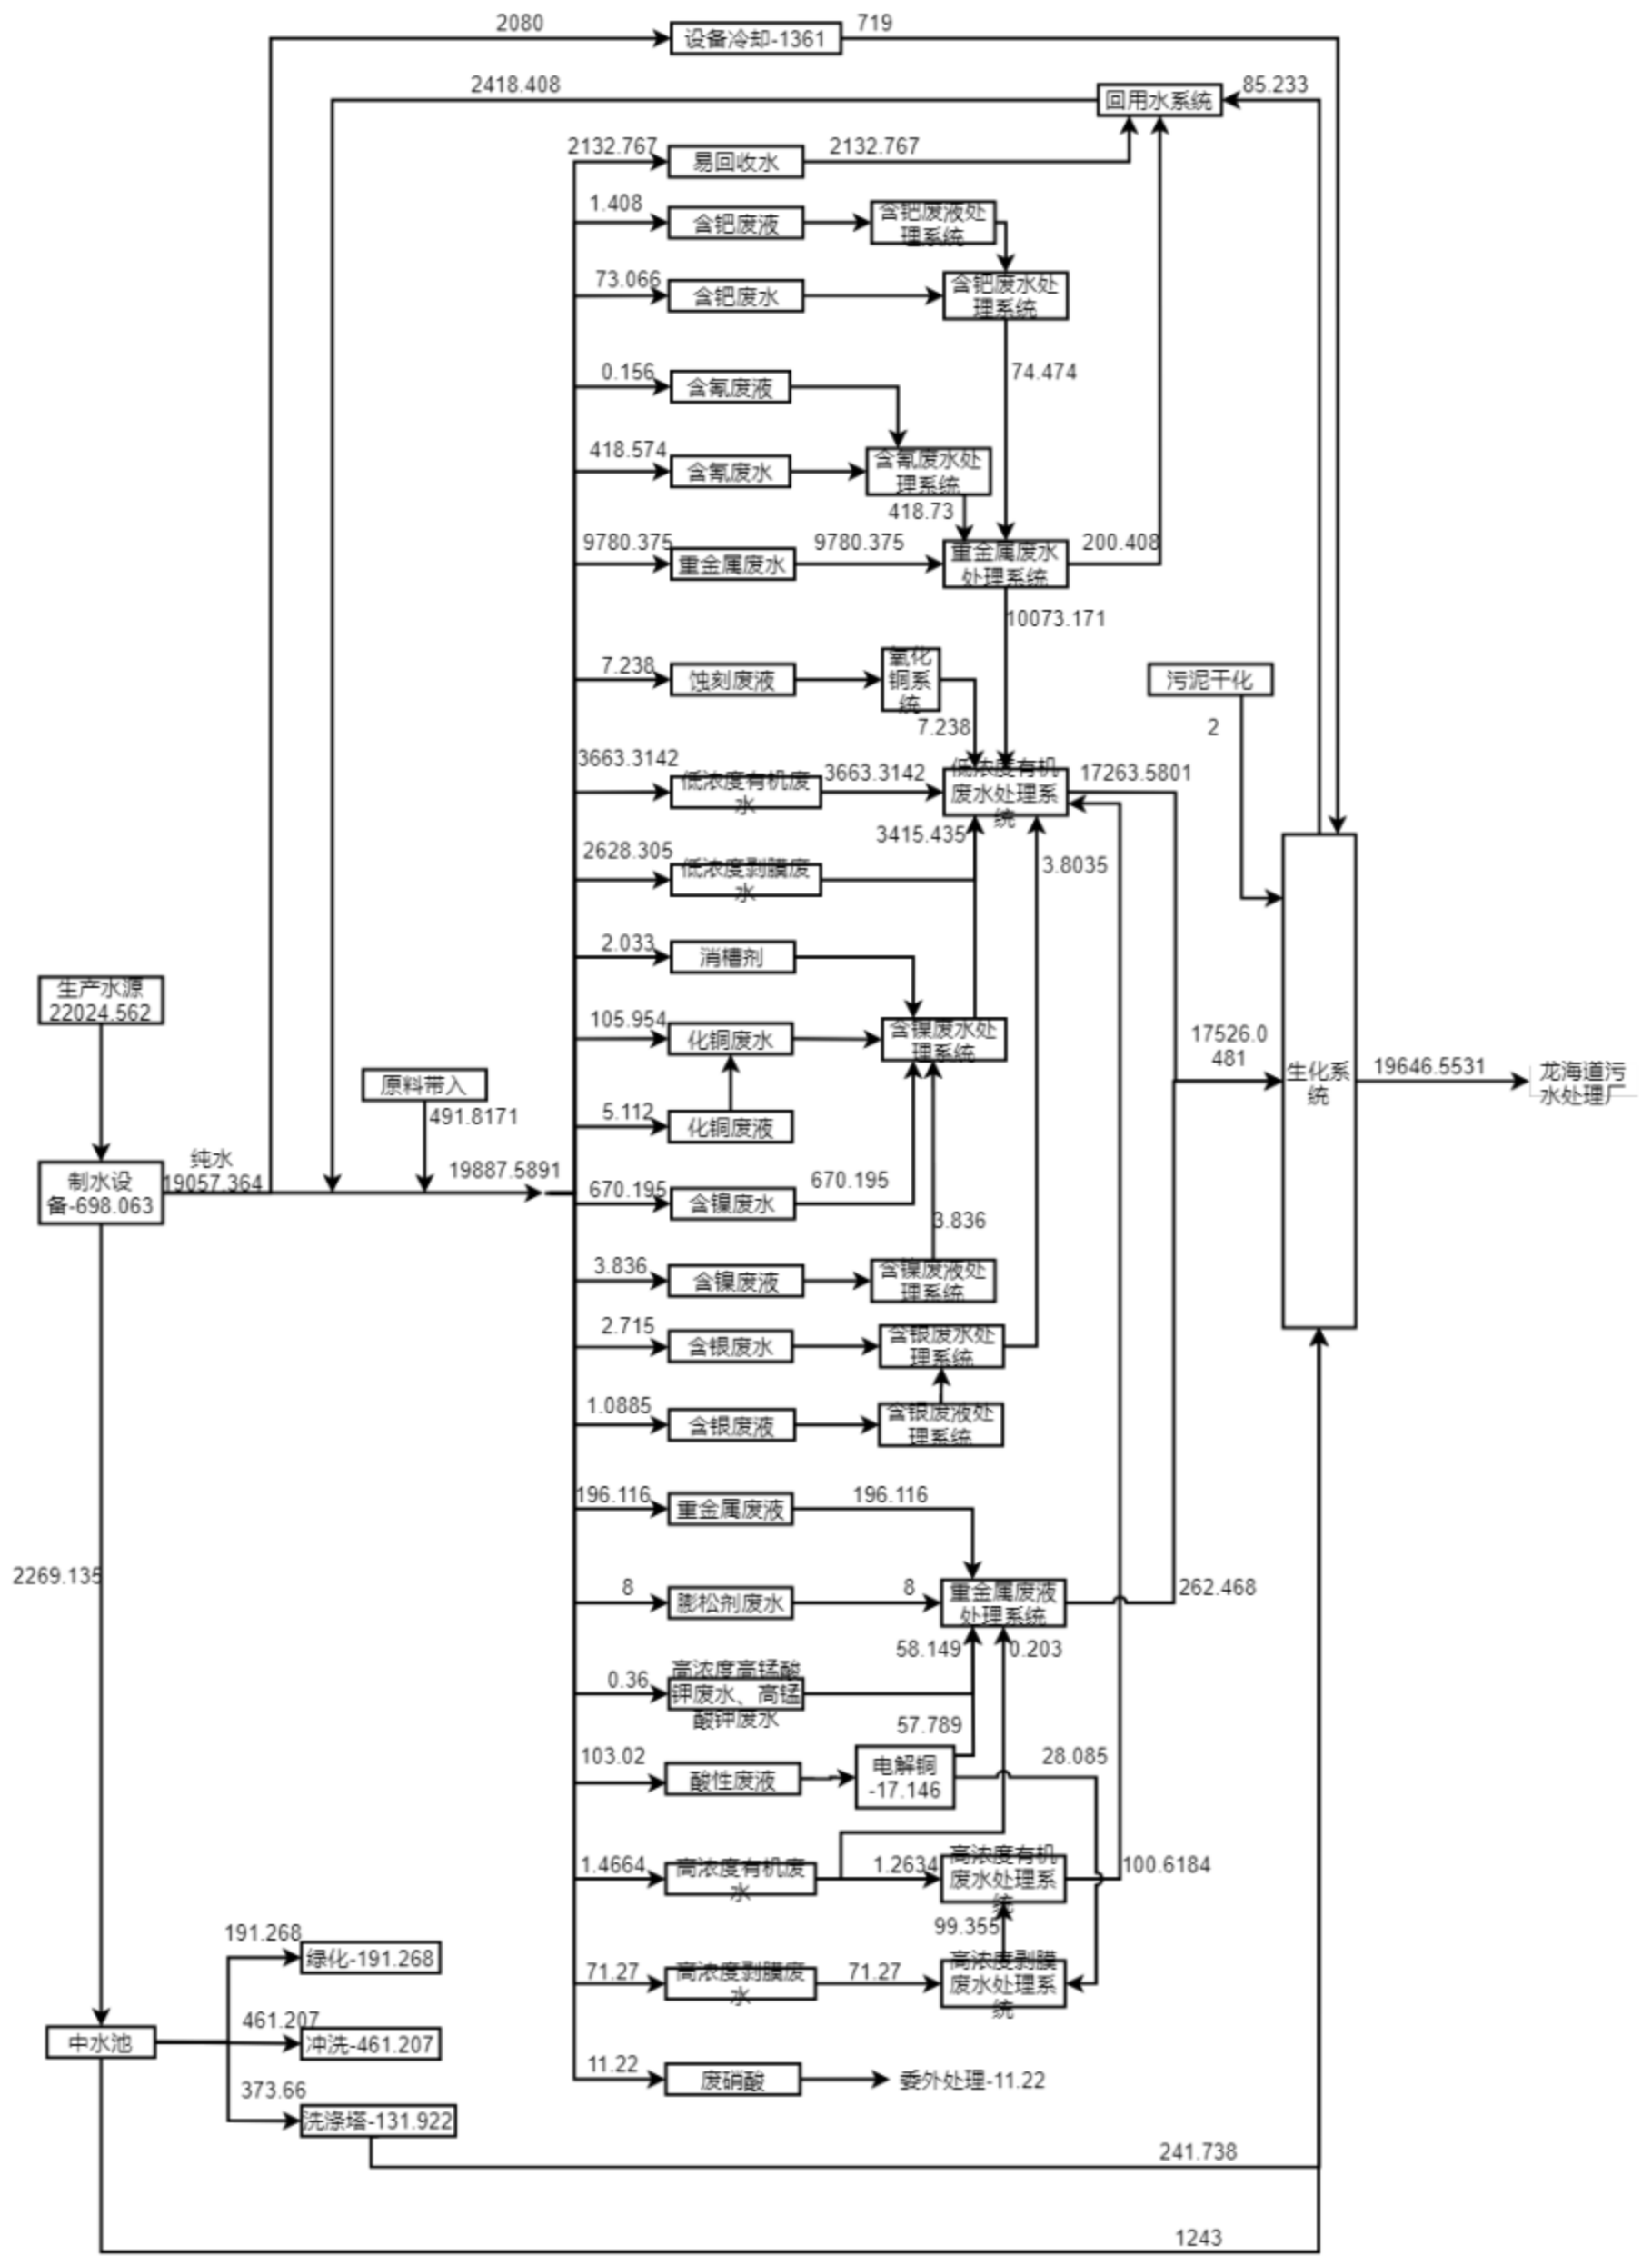 2080
设备冷却-1361
719
2418.408
回用水系统
85.233
2132.767
易回收水
2132.767
1.408
含钯废液
含钯废液处
理系统
73.066
含钯废水
含钯废水处
理系统
74.474
0.156
含氰废液
418.574
含氰废水
含氰废水处
理系统
418.73
9780.375
重金属废水
9780.375
重金属废水
处理系统
200.408
10073.171
7.238
蚀刻废液
氧化
铜系
统
7.238
污泥干化
2
3663.3142
低浓度有机废
水
3663.3142
低浓度有机
废水处理系
统
17263.5801
3415.435
3.8035
2628.305
低浓度剥膜废
水
2.033
消槽剂
生产水源
22024.562
105.954
化铜废水
含镍废水处
理系统
17526.0
481
生化系
统
19646.5531
龙海道污
水处理厂
原料带入
491.8171
5.112
化铜废液
制水设
备-698.063
纯水
19057.364
19887.5891
670.195
含镍废水
670.195
3.836
3.836
含镍废液
含镍废液处
理系统
2.715
含银废水
含银废水处
理系统
1.0885
含银废液
含银废液处
理系统
196.116
重金属废液
196.116
2269.135
8
膨松剂废水
8
重金属废液
处理系统
262.468
58.149
0.203
0.36
高浓度高锰酸
钾废水、高锰
酸钾废水
57.789
103.02
酸性废液
电解铜
-17.146
28.085
1.4664
高浓度有机废
水
1.2634
高浓度有机
废水处理系
统
100.6184
99.355
191.268
绿化-191.268
71.27
高浓度剥膜废
水
71.27
高浓度剥膜
废水处理系
统
中水池
461.207
冲洗-461.207
11.22
废硝酸
委外处理-11.22
373.66
洗涤塔-131.922
241.738
1243